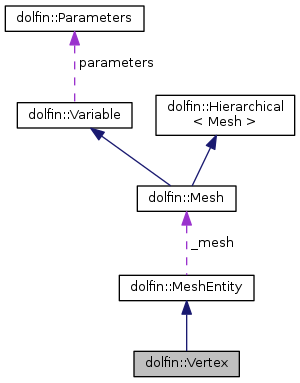 dolfin::Parameters
parameters
dolfin::Variable
dolfin::Hierarchical
< Mesh >
dolfin::Mesh
_mesh
dolfin::MeshEntity
dolfin::Vertex